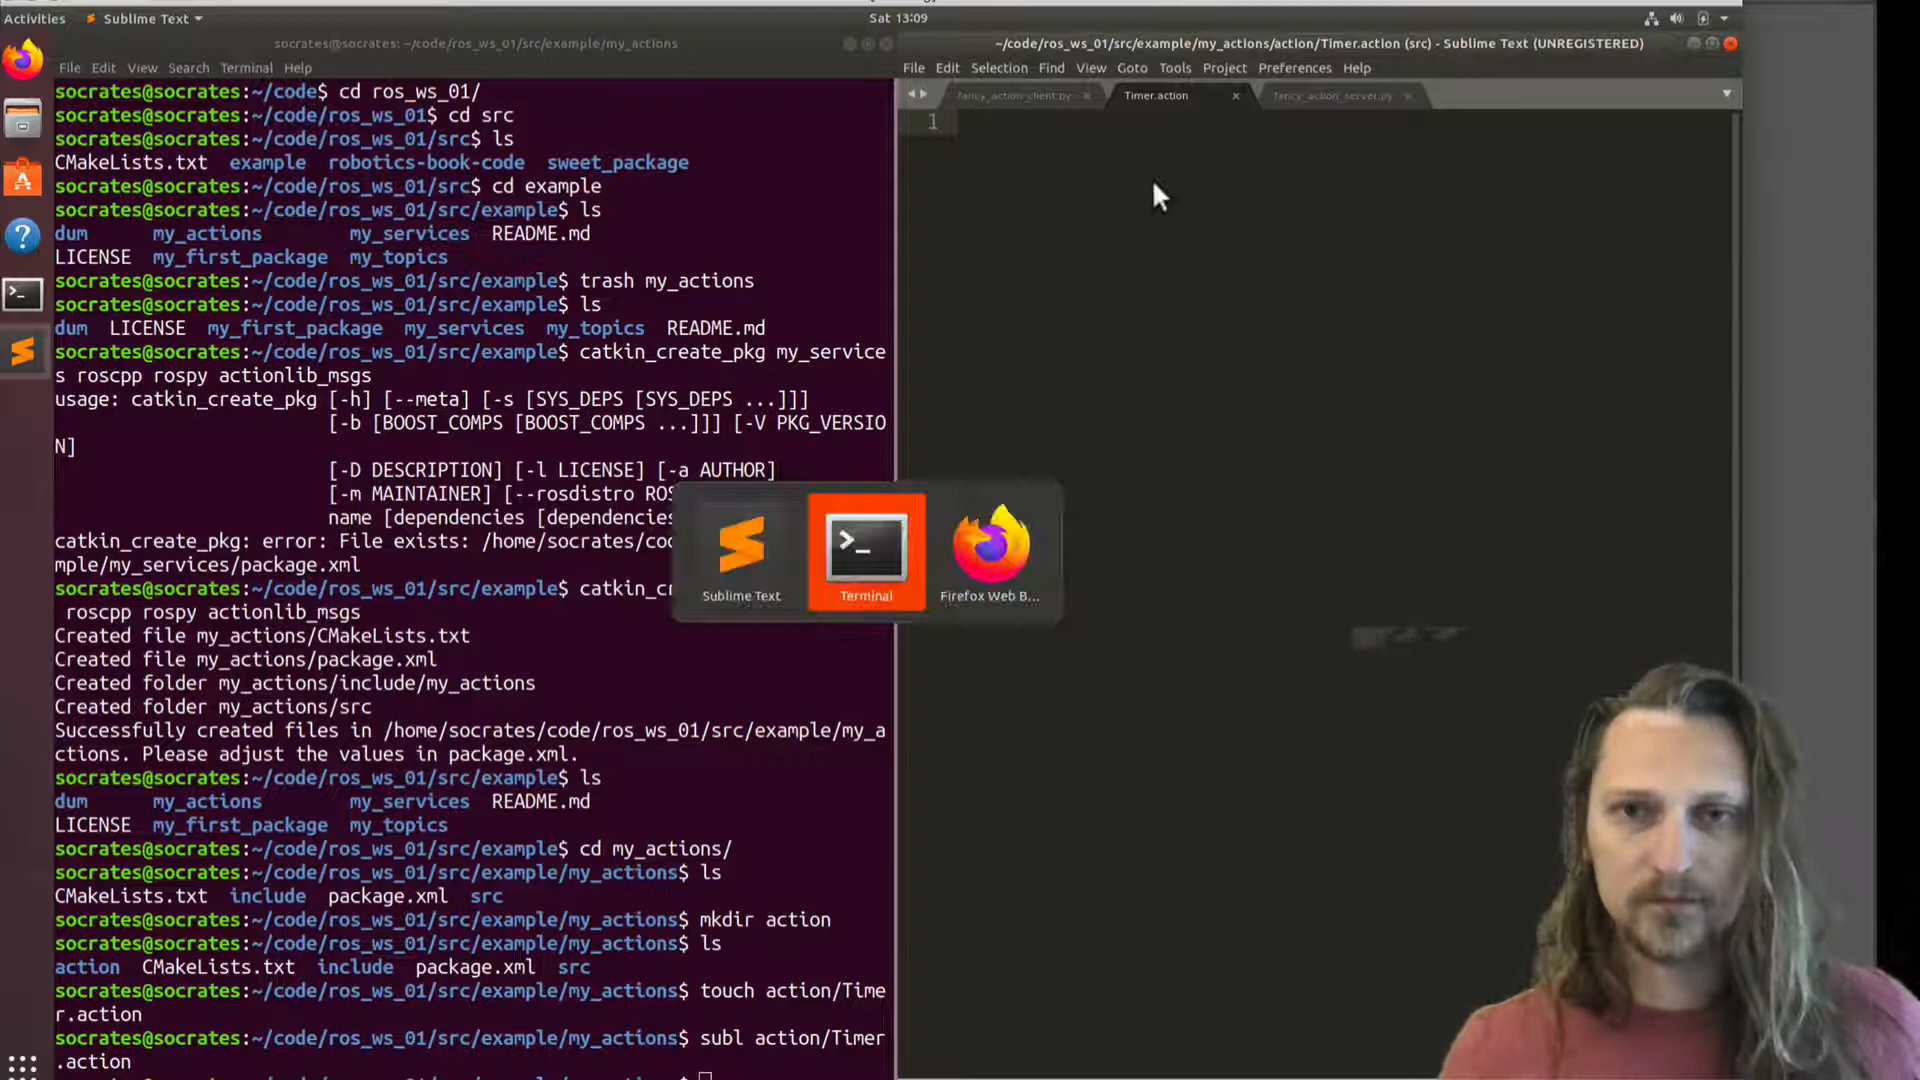 Activities
Sublime Text
Sat 13:09
socrates@socrates: ~/code/ros_ws_01/src/example/my_actions
File Edit View Search Terminal Help
socrates@socrates:~/code$ cd ros_ws_01/
socrates@socrates:~/code/ros_ws_01$ cd src
socrates@socrates:~/code/ros_ws_01/src$ ls
CMakeLists.txt example robotics-book-code sweet_package
socrates@socrates:~/code/ros_ws_01/src$ cd example
socrates@socrates:~/code/ros_ws_01/src/example$ ls
dum my_actions my_services README.md
LICENSE my_first_package my_topics
socrates@socrates:~/code/ros_ws_01/src/example$ trash my_actions
socrates@socrates:~/code/ros_ws_01/src/example$ ls
dum LICENSE my_first_package my_services my_topics README.md
socrates@socrates:~/code/ros_ws_01/src/example$ catkin_create_pkg my_service
s roscpp rospy actionlib_msgs
usage: catkin_create_pkg [-h] [--meta] [-s [SYS_DEPS [SYS_DEPS ...]]]
[-b [BOOST_COMPS [BOOST_COMPS ...]]] [-V PKG_VERSIO
N]
[-D DESCRIPTION] [-l LICENSE] [-a AUTHOR]
[-m MAINTAINER] [--rosdistro ROS
name [dependencies [dependencies
catkin_create_pkg: error: File exists: /home/socrates/co
mple/my_services/package.xml
socrates@socrates:~/code/ros_ws_01/src/example$ catkin_c
roscpp rospy actionlib_msgs
Created file my_actions/CMakeLists.txt
Created file my_actions/package.xml
Created folder my_actions/include/my_actions
Created folder my_actions/src
Successfully created files in /home/socrates/code/ros_ws_01/src/example/my_a
ctions. Please adjust the values in package.xml.
socrates@socrates:~/code/ros_ws_01/src/example$ ls
dum my_actions my_services README.md
LICENSE my_first_package my_topics
socrates@socrates:~/code/ros_ws_01/src/example$ cd my_actions/
socrates@socrates:~/code/ros_ws_01/src/example/my_actions$ ls
CMakeLists.txt include package.xml src
socrates@socrates:~/code/ros_ws_01/src/example/my_actions$ mkdir action
socrates@socrates:~/code/ros_ws_01/src/example/my_actions$ ls
action CMakeLists.txt include package.xml src
socrates@socrates:~/code/ros_ws_01/src/example/my_actions$ touch action/Time
r.action
socrates@socrates:~/code/ros_ws_01/src/example/my_actions$ subl action/Timer
.action
~/code/ros_ws_01/src/example/my_actions/action/Timer.action (src) - Sublime Text (UNREGISTERED)
File Edit Selection Find View Goto Tools Project Preferences Help
fancy_action_client.py
Timer.action
fancy_action_server.py
1
Sublime Text
Terminal
Firefox Web B...